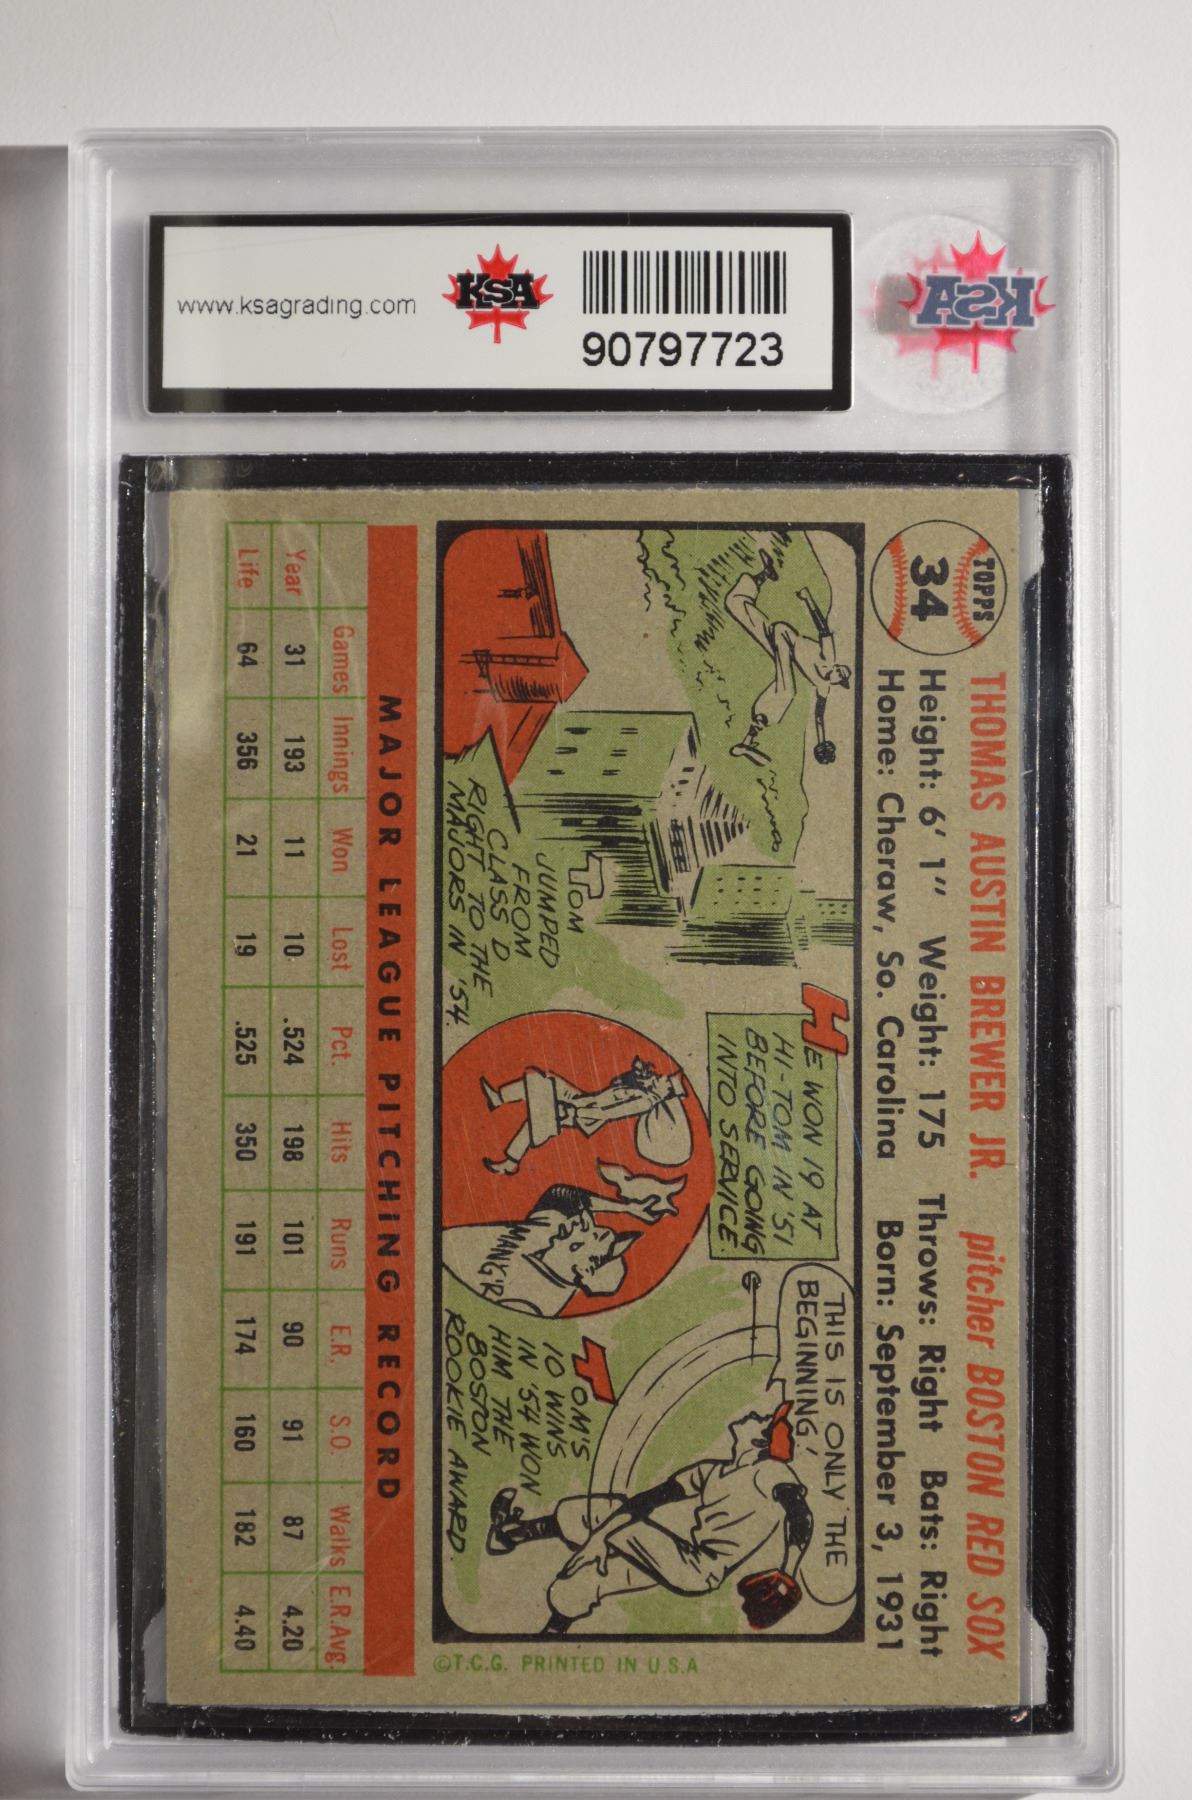 www.ksagrading.com
KSA
90797723
KSA
TOPPS
34
THOMAS AUSTIN BREWER JR. pitcher BOSTON RED SOX
Height: 6' 1" Weight: 175 Throws: Right Bats: Right
Home: Cheraw, So. Carolina Born: September 3, 1931
HE WON 19 AT
HI-TOM IN '51
BEFORE GOING
INTO SERVICE.
THIS IS ONLY THE
BEGINNING!
TOM
JUMPED
FROM
CLASS D
RIGHT TO THE
MAJORS IN '54.
MAN'G'R
TOM'S
10 WINS
IN '54 WON
HIM THE
BOSTON
ROOKIE AWARD.
©T.C.G. PRINTED IN U.S.A
MAJOR LEAGUE PITCHING RECORD
Games Innings Won Lost Pct. Hits Runs E.R. S.O. Walks E.R.Avg.
Year 31 193 11 10 .524 198 101 90 91 87 4.20
Life 64 356 21 19 .525 350 191 174 160 182 4.40